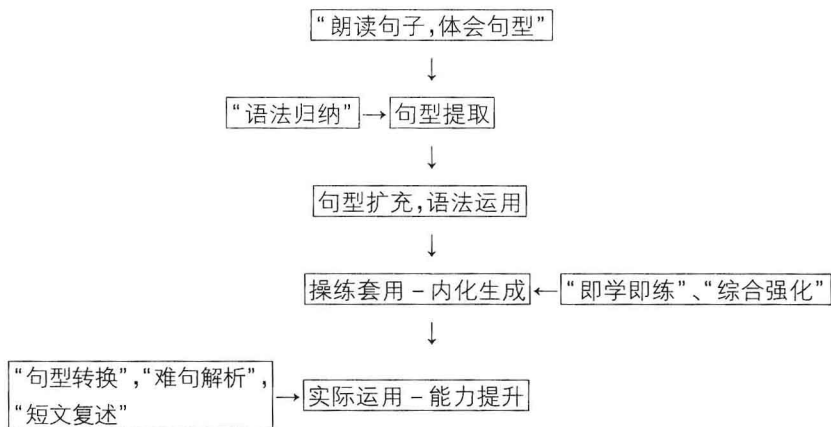 “朗读句子,体会句型”
↓
“语法归纳”→句型提取
↓
句型扩充,语法运用
↓
操练套用-内化生成←“即学即练”、“综合强化”
↓
“句型转换”,“难句解析”,
“短文复述”
→实际运用-能力提升